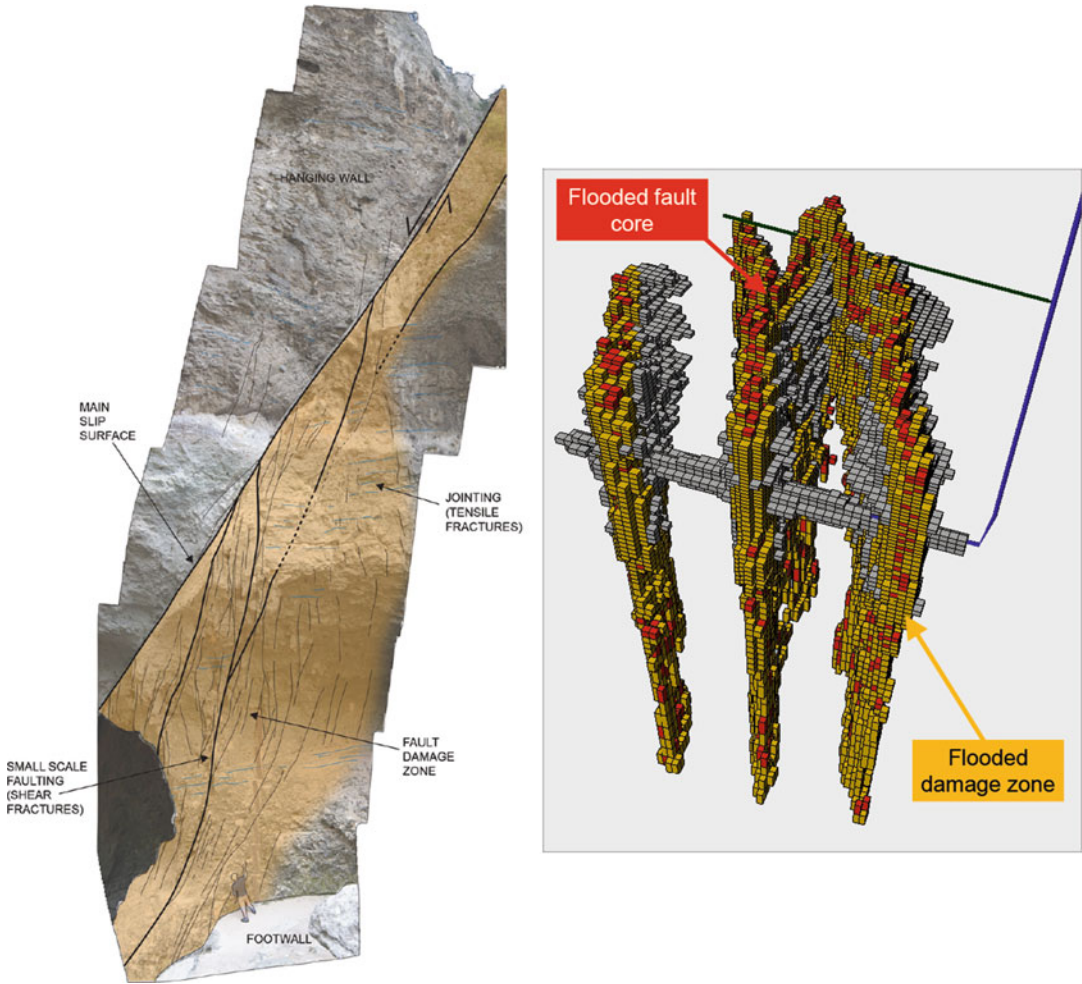 HANGING WALL
MAIN
SLIP
SURFACE
JOINTING
(TENSILE
FRACTURES)
SMALL SCALE
FAULTING
(SHEAR
FRACTURES)
FAULT
DAMAGE
ZONE
FOOTWALL
Flooded fault
core
Flooded
damage zone